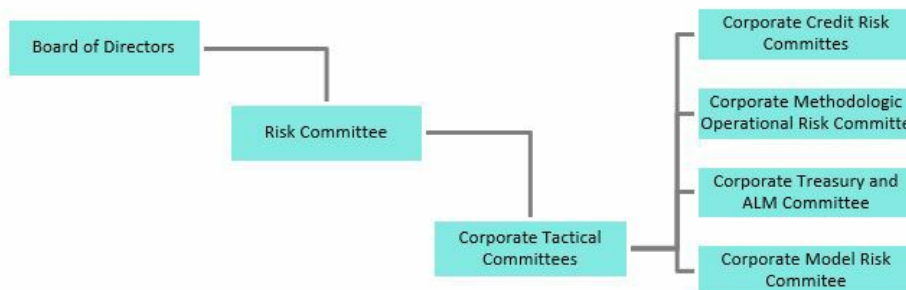 Board of Directors
Risk Committee
Corporate Tactical
Committees
Corporate Credit Risk
Committes
Corporate Methodologic
Operational Risk Committe
Corporate Treasury and
ALM Committee
Corporate Model Risk
Commitee